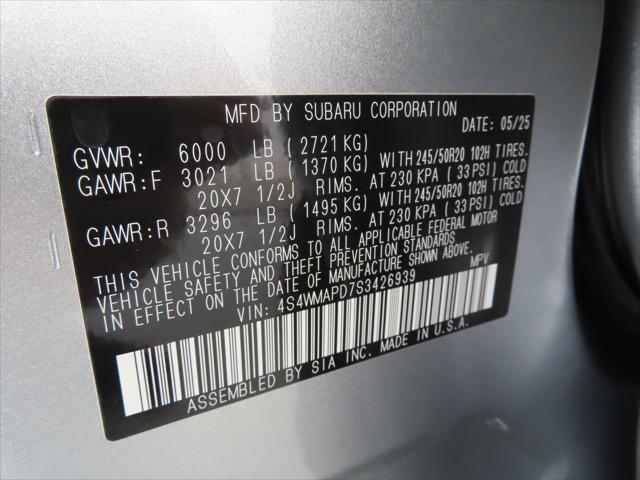 MFD BY SUBARU CORPORATION
DATE: 05/25
GVWR: 6000 LB ( 2721 KG)
GAWR:F 3021 LB ( 1370 KG) WITH 245/50R20 102H TIRES.
20X7 1/2J RIMS. AT 230 KPA ( 33 PSI) COLD
GAWR:R 3296 LB ( 1495 KG) WITH 245/50R20 102H TIRES.
20X7 1/2J RIMS. AT 230 KPA ( 33 PSI) COLD
THIS VEHICLE CONFORMS TO ALL APPLICABLE FEDERAL MOTOR
VEHICLE SAFETY AND THEFT PREVENTION STANDARDS
IN EFFECT ON THE DATE OF MANUFACTURE SHOWN ABOVE.
VIN: 4S4WMAPD7S3426939 MPV
ASSEMBLED BY SIA INC. MADE IN U.S.A.